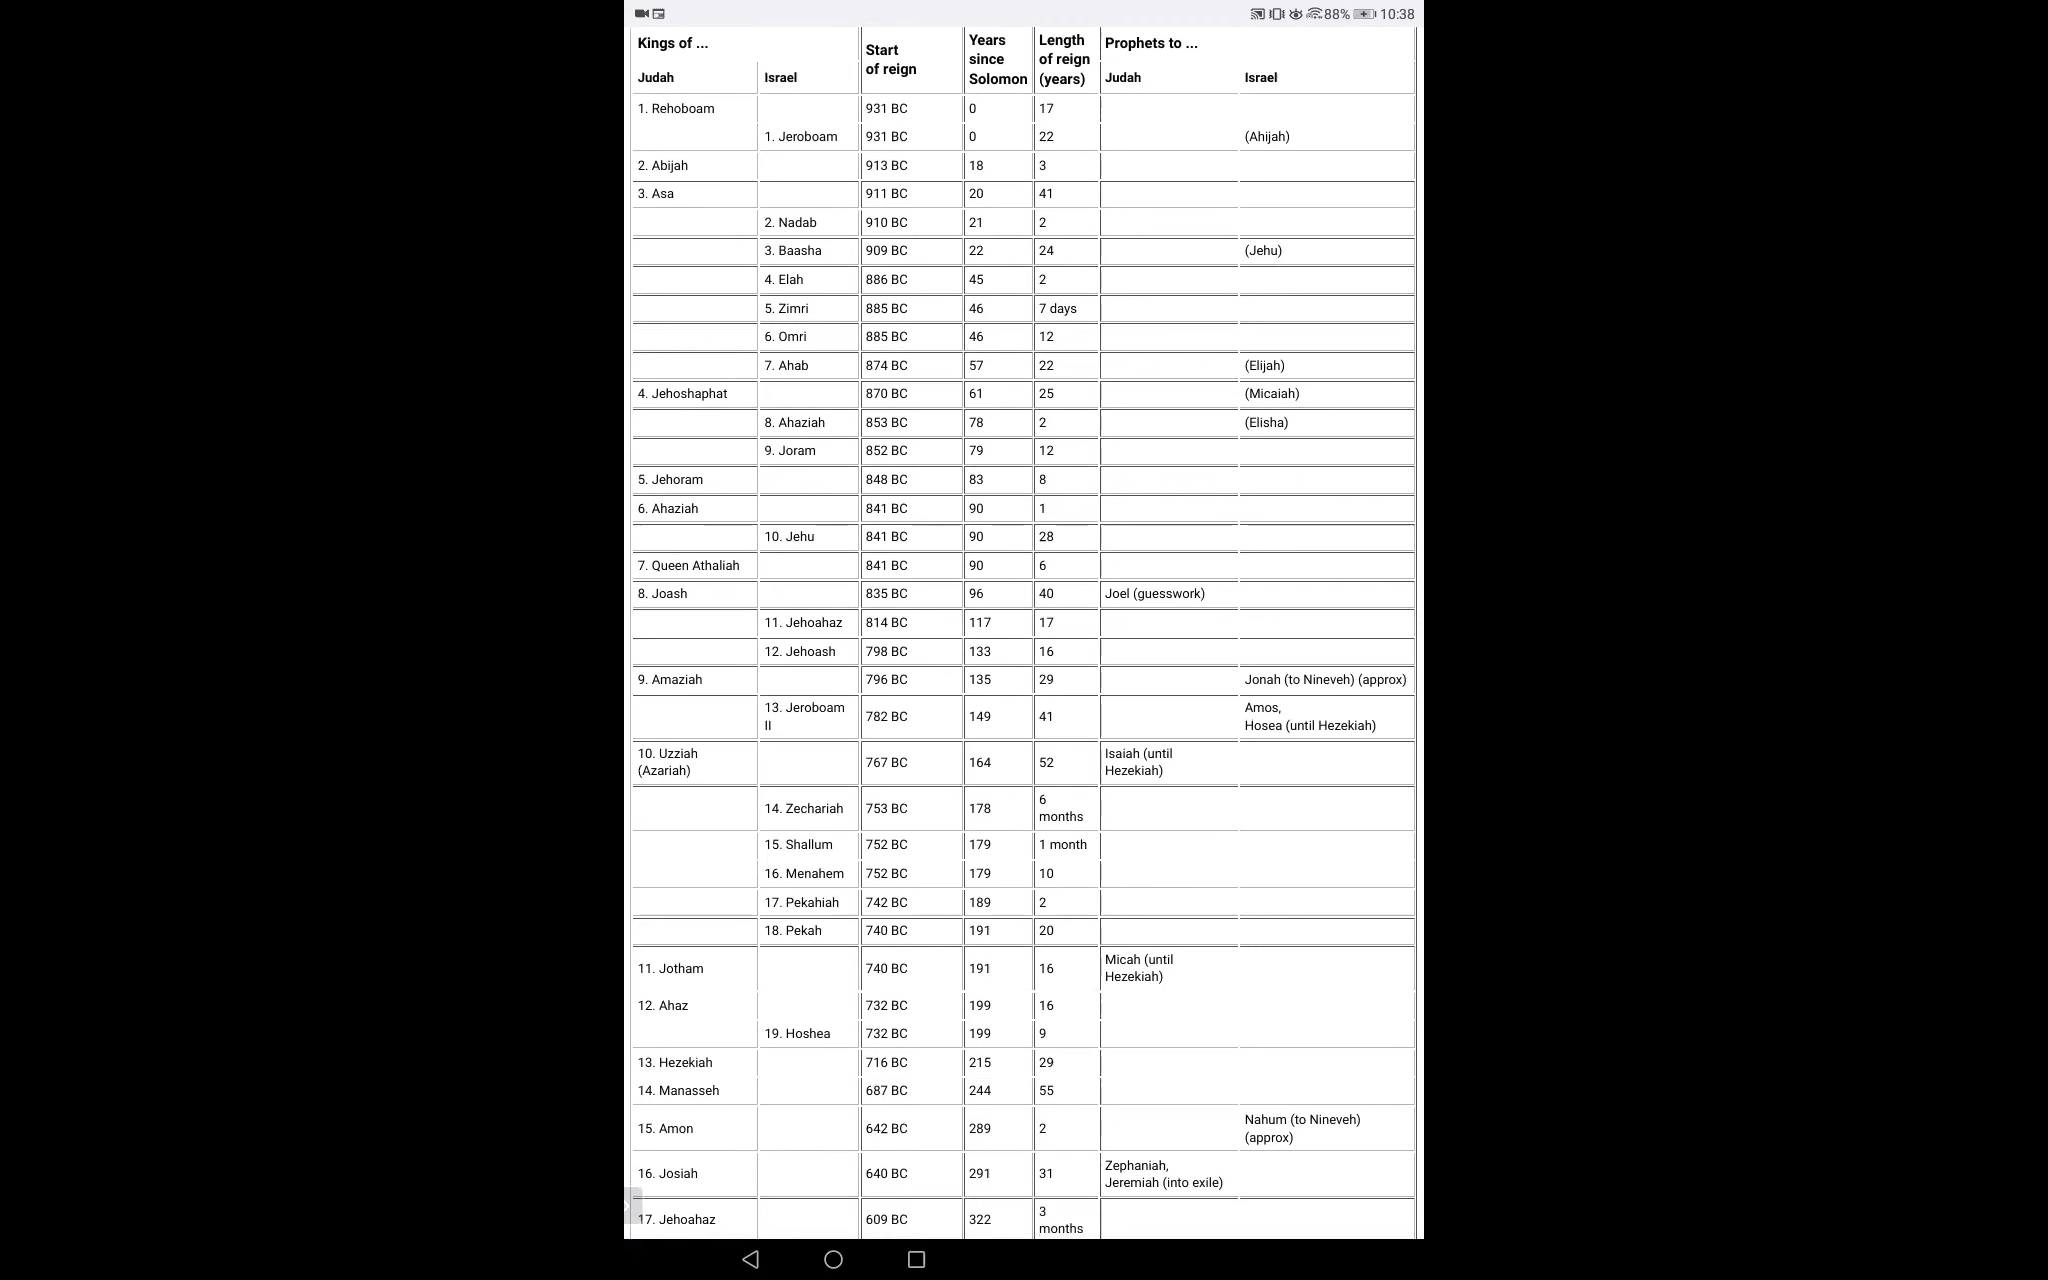 88% 10:38
Kings of ... Start of reign Years since Solomon Length of reign (years) Prophets to ...
Judah Israel Judah Israel
1. Rehoboam 931 BC 0 17
1. Jeroboam 931 BC 0 22 (Ahijah)
2. Abijah 913 BC 18 3
3. Asa 911 BC 20 41
2. Nadab 910 BC 21 2
3. Baasha 909 BC 22 24 (Jehu)
4. Elah 886 BC 45 2
5. Zimri 885 BC 46 7 days
6. Omri 885 BC 46 12
7. Ahab 874 BC 57 22 (Elijah)
4. Jehoshaphat 870 BC 61 25 (Micaiah)
8. Ahaziah 853 BC 78 2 (Elisha)
9. Joram 852 BC 79 12
5. Jehoram 848 BC 83 8
6. Ahaziah 841 BC 90 1
10. Jehu 841 BC 90 28
7. Queen Athaliah 841 BC 90 6
8. Joash 835 BC 96 40 Joel (guesswork)
11. Jehoahaz 814 BC 117 17
12. Jehoash 798 BC 133 16
9. Amaziah 796 BC 135 29 Jonah (to Nineveh) (approx)
13. Jeroboam II 782 BC 149 41 Amos, Hosea (until Hezekiah)
10. Uzziah (Azariah) 767 BC 164 52 Isaiah (until Hezekiah)
14. Zechariah 753 BC 178 6 months
15. Shallum 752 BC 179 1 month
16. Menahem 752 BC 179 10
17. Pekahiah 742 BC 189 2
18. Pekah 740 BC 191 20
11. Jotham 740 BC 191 16 Micah (until Hezekiah)
12. Ahaz 732 BC 199 16
19. Hoshea 732 BC 199 9
13. Hezekiah 716 BC 215 29
14. Manasseh 687 BC 244 55
15. Amon 642 BC 289 2 Nahum (to Nineveh) (approx)
16. Josiah 640 BC 291 31 Zephaniah, Jeremiah (into exile)
17. Jehoahaz 609 BC 322 3 months